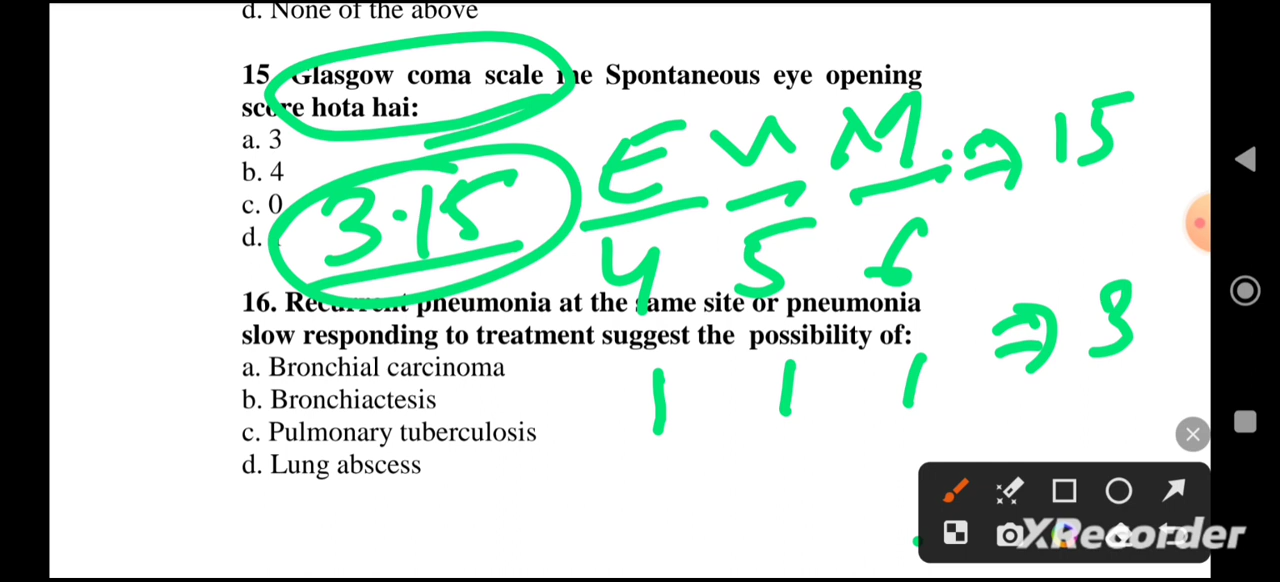 d. None of the above
15. Glasgow coma scale me Spontaneous eye opening
score hota hai:
a. 3
b. 4
c. 0
d.
E V M. ⇒ 15
3-15
4 5 6
16. Recurrent pneumonia at the same site or pneumonia
slow responding to treatment suggest the possibility of:
⇒ 3
a. Bronchial carcinoma
1 1 1
b. Bronchiactesis
c. Pulmonary tuberculosis
d. Lung abscess
XRecorder